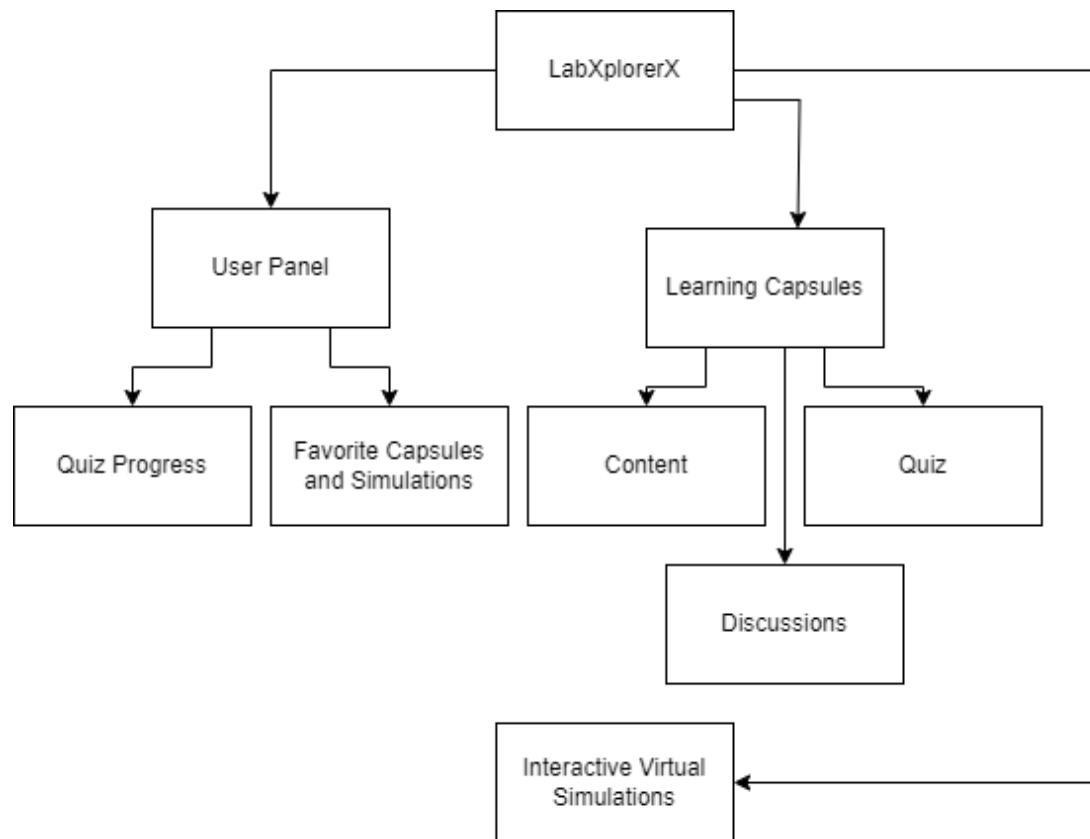 LabXplorerX
User Panel
Learning Capsules
Quiz Progress
Favorite Capsules
and Simulations
Content
Quiz
Discussions
Interactive Virtual
Simulations